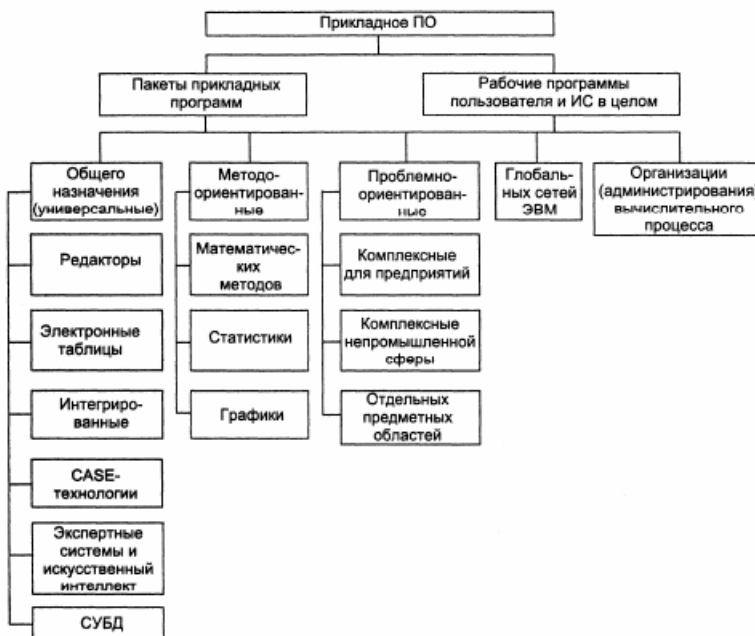 Прикладное ПО
Пакеты прикладных
программ
Рабочие программы
пользователя и ИС в целом
Общего
назначения
(универсальные)
Методо-
ориентирован-
ные
Проблемно-
ориентирован-
ные
Глобаль-
ных сетей
ЭВМ
Организации
(администрирования)
вычислительного
процесса
Редакторы
Математичес-
ких
методов
Комплексные
для предприятий
Электронные
таблицы
Статистики
Комплексные
непромышленной
сферы
Интегриро-
ванные
Графики
Отдельных
предметных
областей
CASE-
технологии
Экспертные
системы и
искусственный
интеллект
СУБД